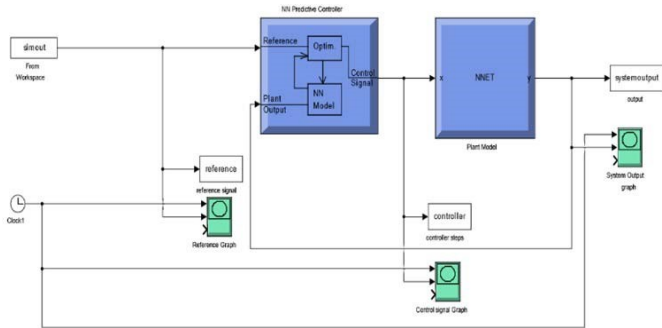 NN Predictive Controller
simout
From
Workspace
Reference
Optim.
Control
Signal
NN
Model
Plant
Output
x
NNET
y
Plant Model
systemoutput
output
System Output
graph
reference
reference signal
Clock1
Reference Graph
controller
controller steps
Control signal Graph